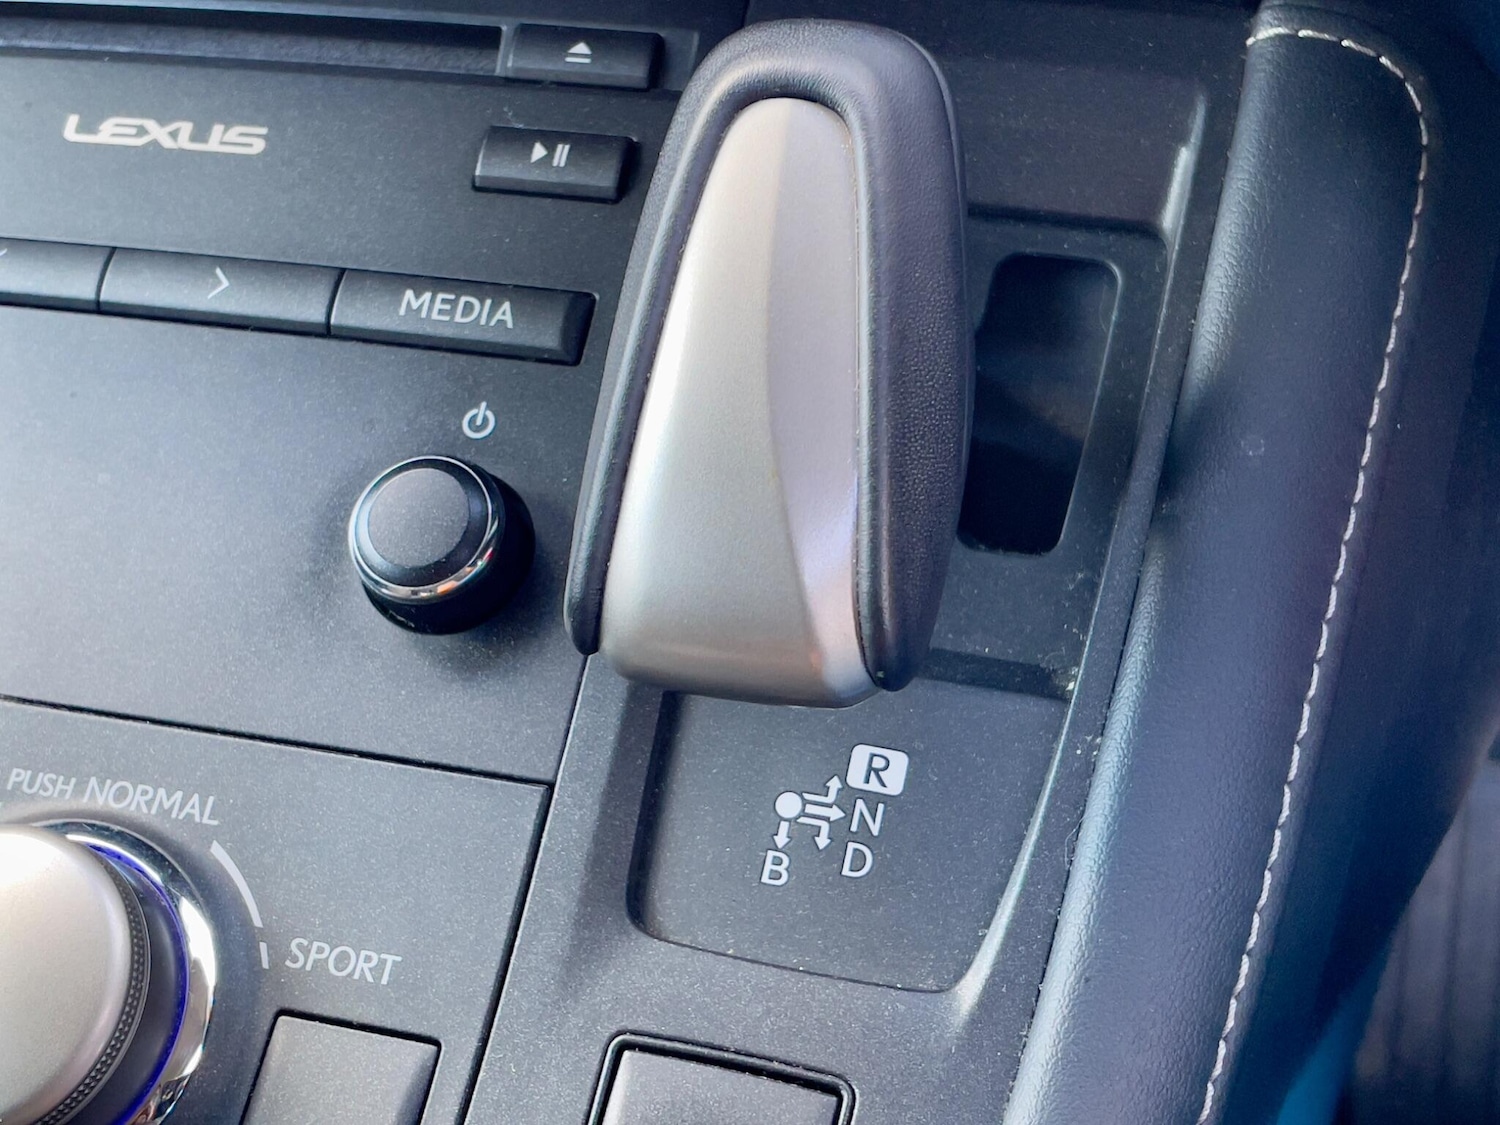 LEXUS
MEDIA
PUSH NORMAL
SPORT
R
N
B D